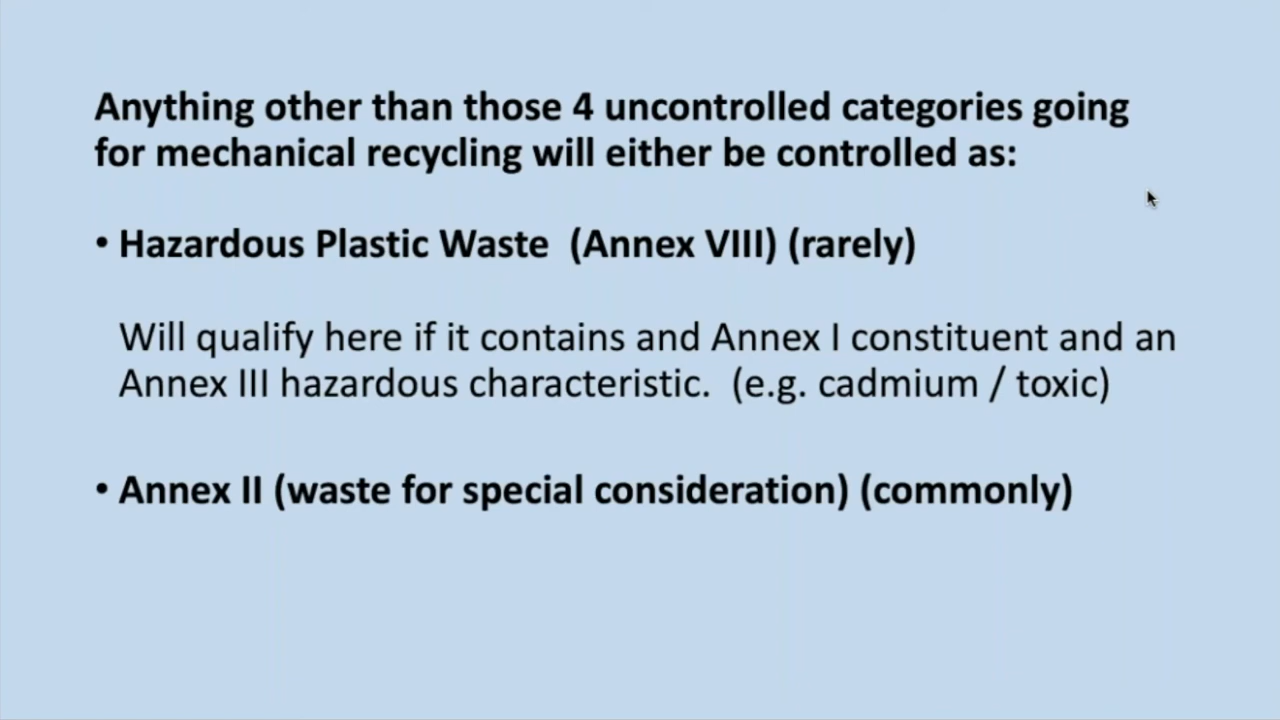 Anything other than those 4 uncontrolled categories going
for mechanical recycling will either be controlled as:
• Hazardous Plastic Waste (Annex VIII) (rarely)
Will qualify here if it contains and Annex I constituent and an
Annex III hazardous characteristic. (e.g. cadmium / toxic)
• Annex II (waste for special consideration) (commonly)